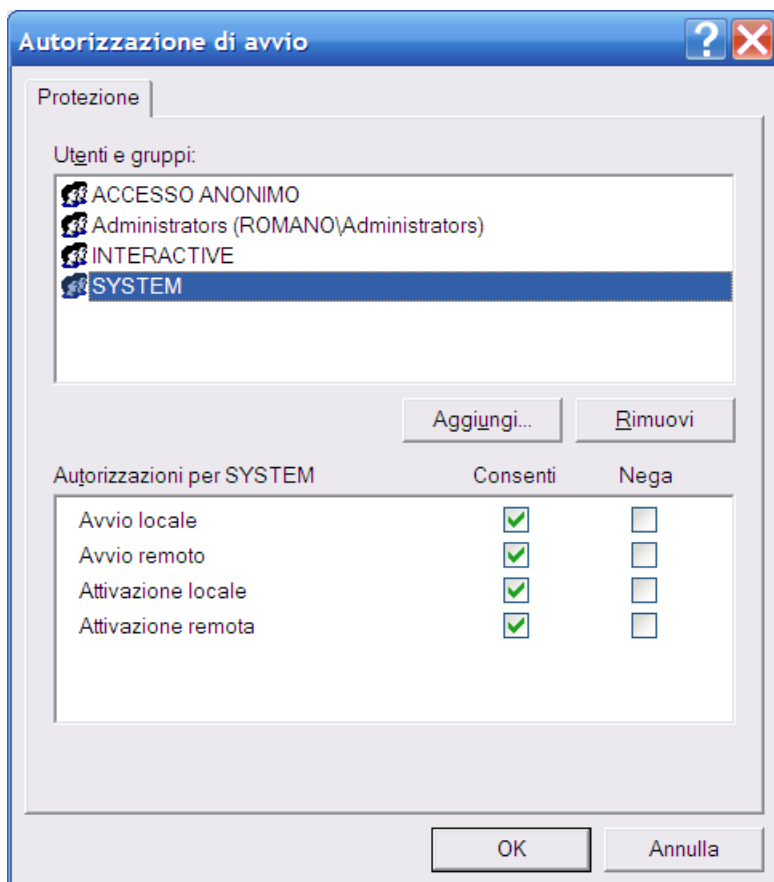 Autorizzazione di avvio
Protezione
Utenti e gruppi:
ACCESSO ANONIMO
Administrators (ROMANO\Administrators)
INTERACTIVE
SYSTEM
Aggiungi... Rimuovi
Autorizzazioni per SYSTEM Consenti Nega
Avvio locale
Avvio remoto
Attivazione locale
Attivazione remota
OK Annulla